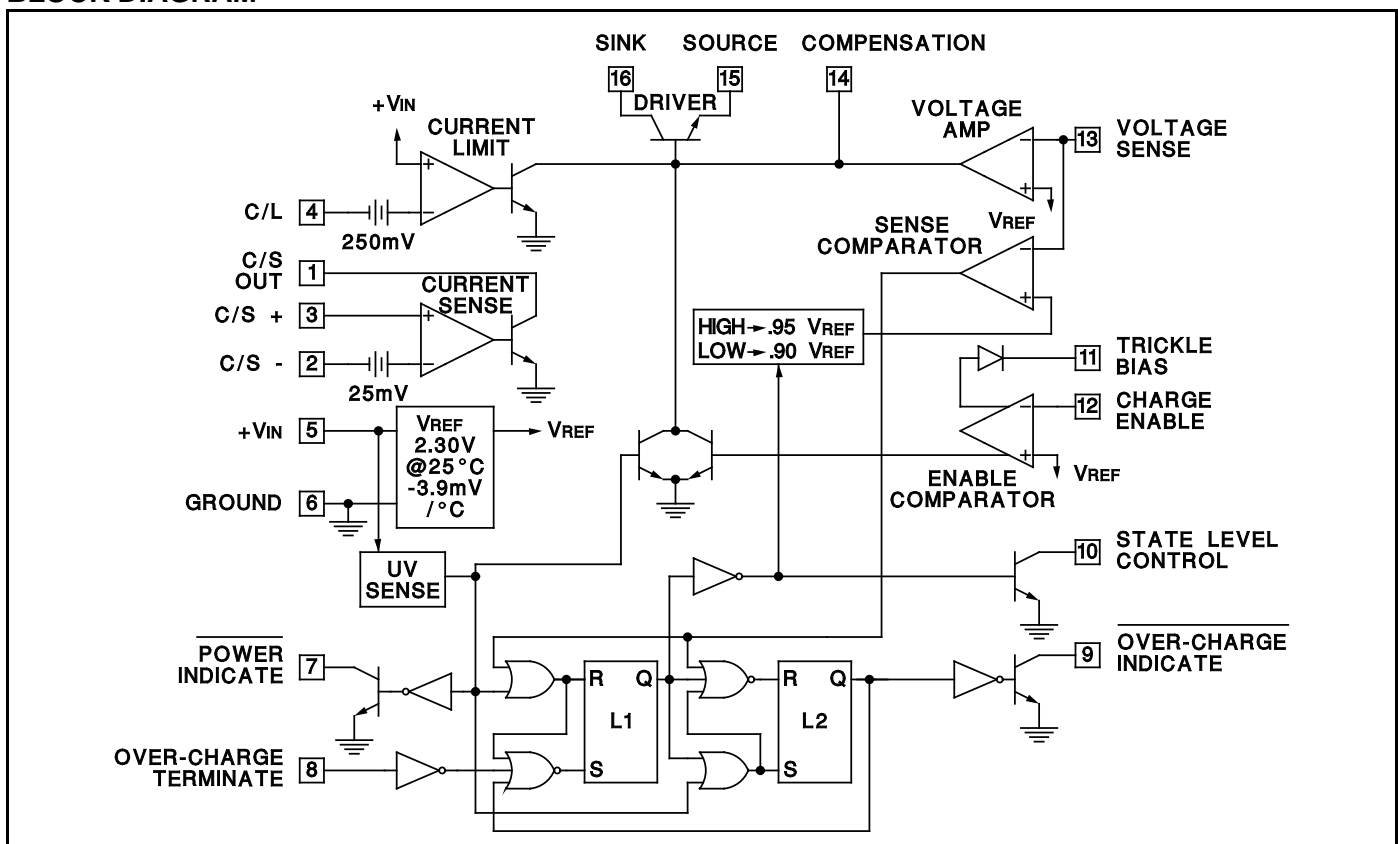 BLOCK DIAGRAM
SINK
SOURCE
COMPENSATION
16
15
14
DRIVER
+VIN
CURRENT
LIMIT
VOLTAGE
AMP
13
VOLTAGE
SENSE
+
−
−
+
C/L
4
250mV
VREF
C/S
OUT
1
CURRENT
SENSE
SENSE
COMPARATOR
−
+
C/S +
3
+
C/S -
2
−
25mV
HIGH→.95 VREF
LOW→.90 VREF
11
TRICKLE
BIAS
12
CHARGE
ENABLE
−
+
VREF
ENABLE
COMPARATOR
+VIN
5
VREF
2.30V
@25°C
-3.9mV
/°C
VREF
GROUND
6
UV
SENSE
10
STATE LEVEL
CONTROL
POWER
INDICATE
7
9
OVER-CHARGE
INDICATE
R
Q
L1
S
R
Q
L2
S
OVER-CHARGE
TERMINATE
8